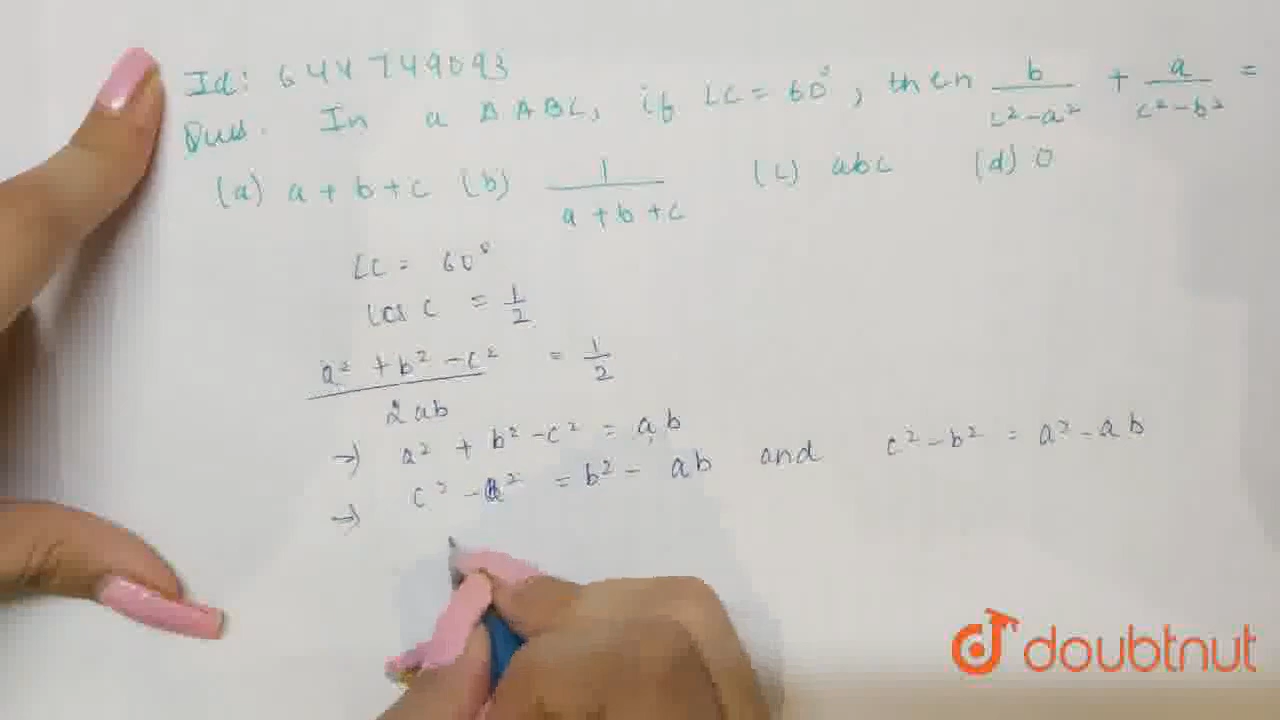 Id: 644749093
Ques. In a Δ ABC, if ∠C = 60°, then b/(c²-a²) + a/(c²-b²) =
(a) a + b + c (b) 1/(a + b + c) (c) abc (d) 0
∠C = 60°
cos C = 1/2
(a² + b² - c²)/(2ab) = 1/2
→) a² + b² - c² = ab
→) c² - a² = b² - ab and c² - b² = a² - ab
doubtnut